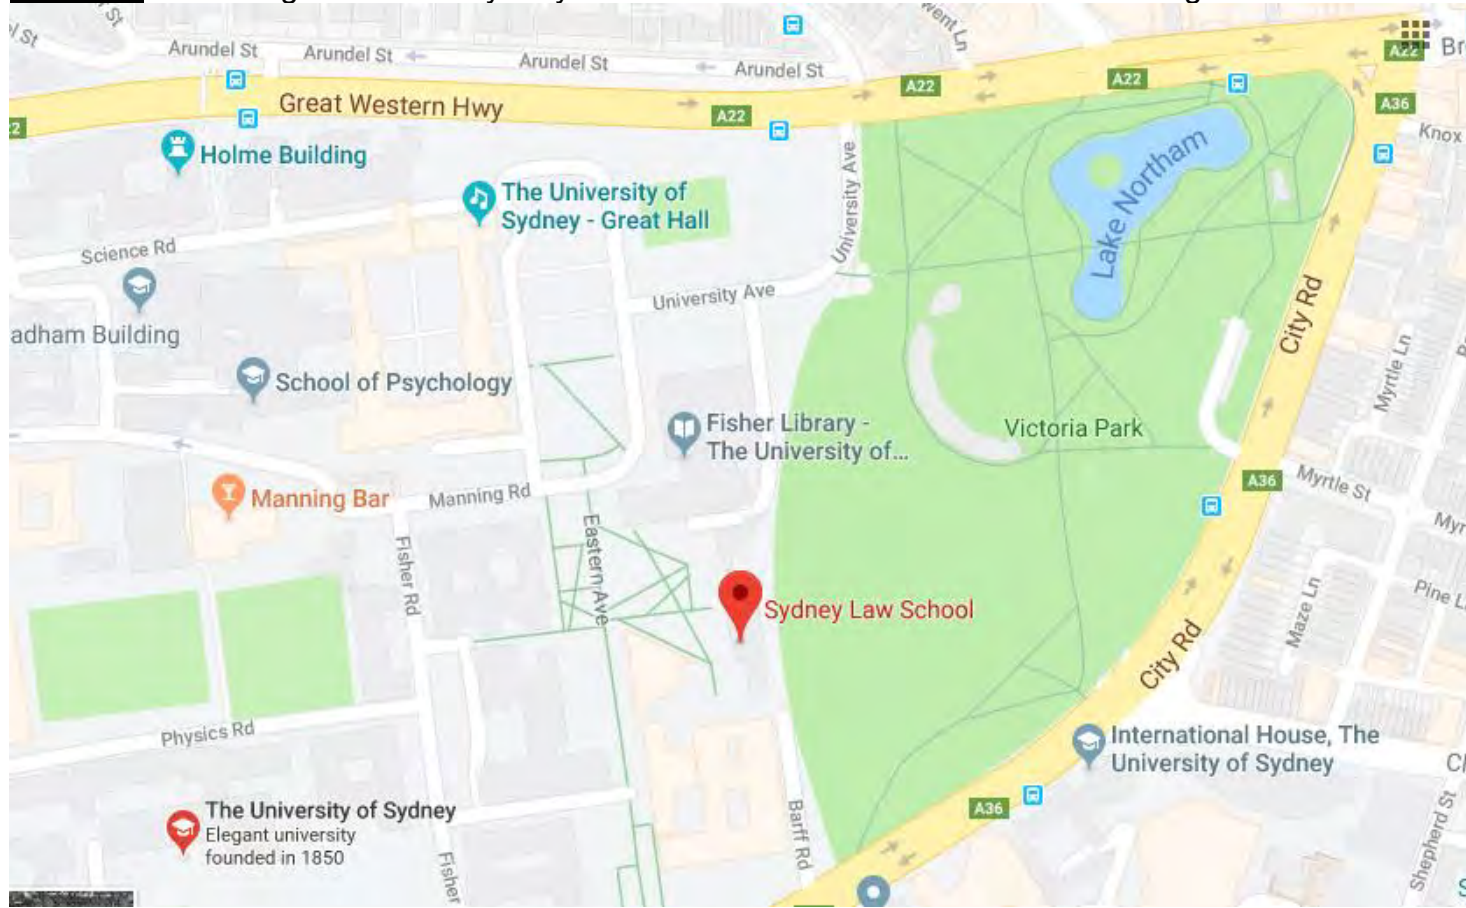 went Ln
Arundel St
Arundel St
Arundel St
Arundel St
A22
Br
A22
A22
Great Western Hwy
A22
A36
Knox
Holme Building
University Ave
Lake Northam
The University of
Sydney - Great Hall
Science Rd
University Ave
City Rd
adham Building
Myrtle Ln
School of Psychology
Fisher Library -
The University of...
Victoria Park
A36
Myrtle St
Manning Bar
Manning Rd
Eastern Ave
Fisher Rd
Myr
Maze Ln
Pine L
Sydney Law School
City Rd
Physics Rd
International House, The
University of Sydney
The University of Sydney
Elegant university
founded in 1850
A36
Barff Rd
Shepherd St
Fisher